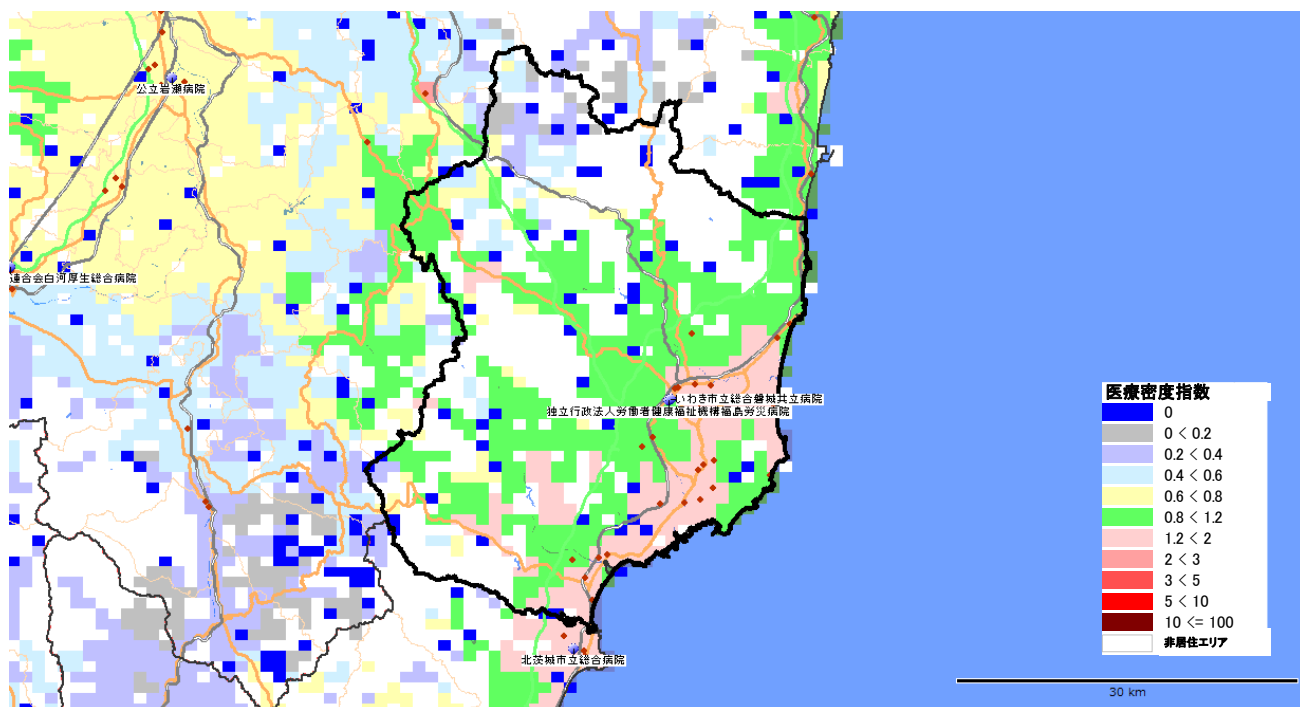 公立岩瀬病院
連合会白河厚生総合病院
いわき市立総合磐城共立病院
独立行政法人労働者健康福祉機構福島労災病院
北茨城市立総合病院
医療密度指数
0
0 < 0.2
0.2 < 0.4
0.4 < 0.6
0.6 < 0.8
0.8 < 1.2
1.2 < 2
2 < 3
3 < 5
5 < 10
10 <= 100
非居住エリア
30 km